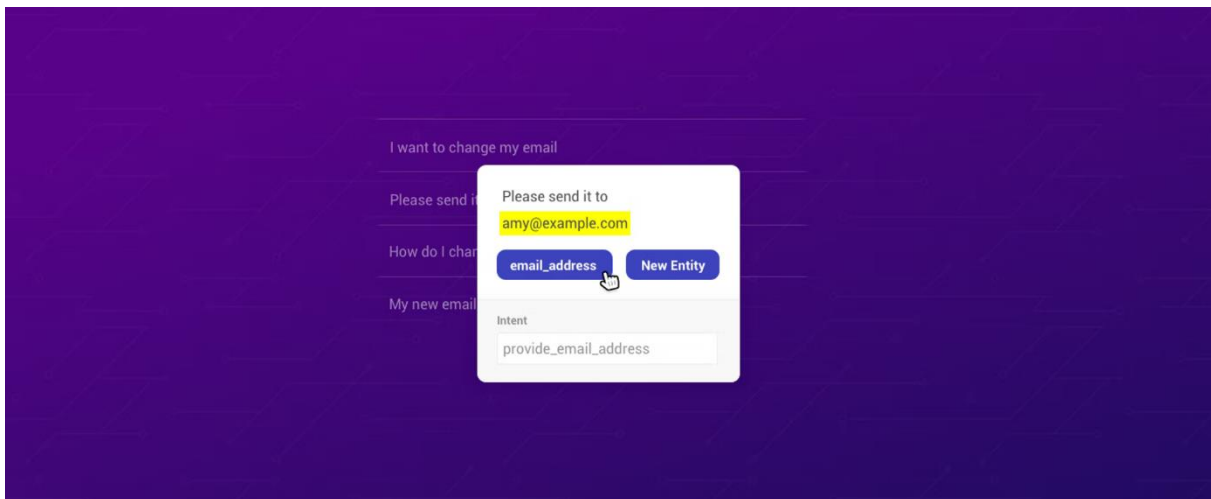 I want to change my email
Please send it
How do I chan
My new email
Please send it to
amy@example.com
email_address
New Entity
Intent
provide_email_address